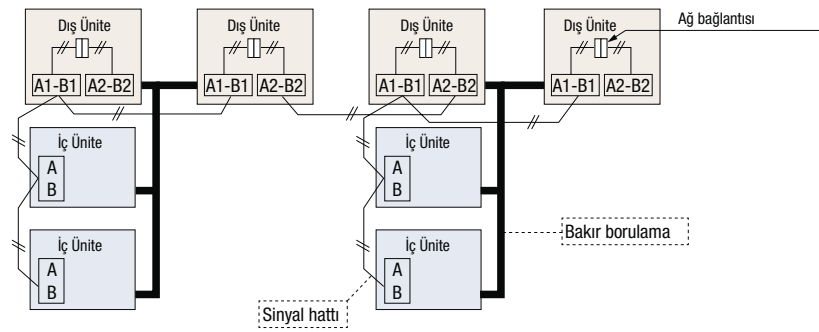 Dış Ünite
A1-B1 A2-B2
Dış Ünite
A1-B1 A2-B2
Dış Ünite
A1-B1 A2-B2
Dış Ünite
A1-B1 A2-B2
Ağ bağlantısı
İç Ünite
A
B
İç Ünite
A
B
İç Ünite
A
B
İç Ünite
A
B
Bakır borulama
Sinyal hattı